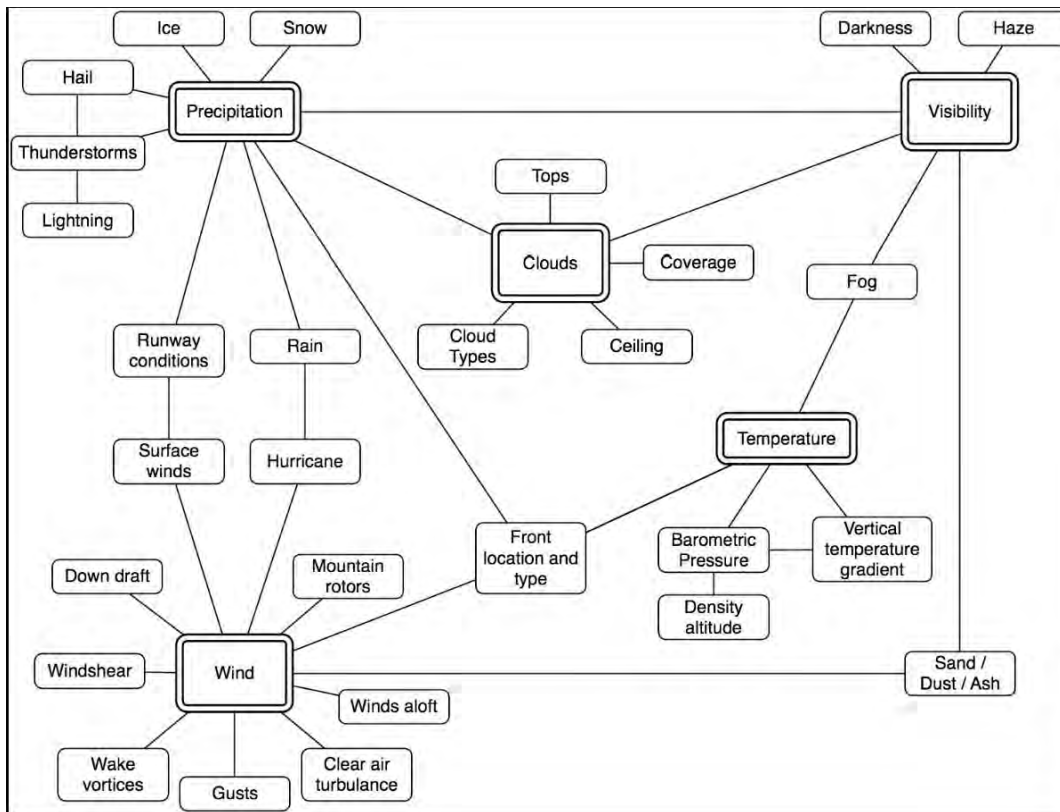 Ice
Snow
Darkness
Haze
Hail
Precipitation
Visibility
Thunderstorms
Tops
Lightning
Clouds
Coverage
Fog
Runway
conditions
Rain
Cloud
Types
Ceiling
Surface
winds
Hurricane
Temperature
Front
location and
type
Barometric
Pressure
Vertical
temperature
gradient
Down draft
Mountain
rotors
Density
altitude
Windshear
Wind
Sand /
Dust / Ash
Winds aloft
Wake
vortices
Gusts
Clear air
turbulance